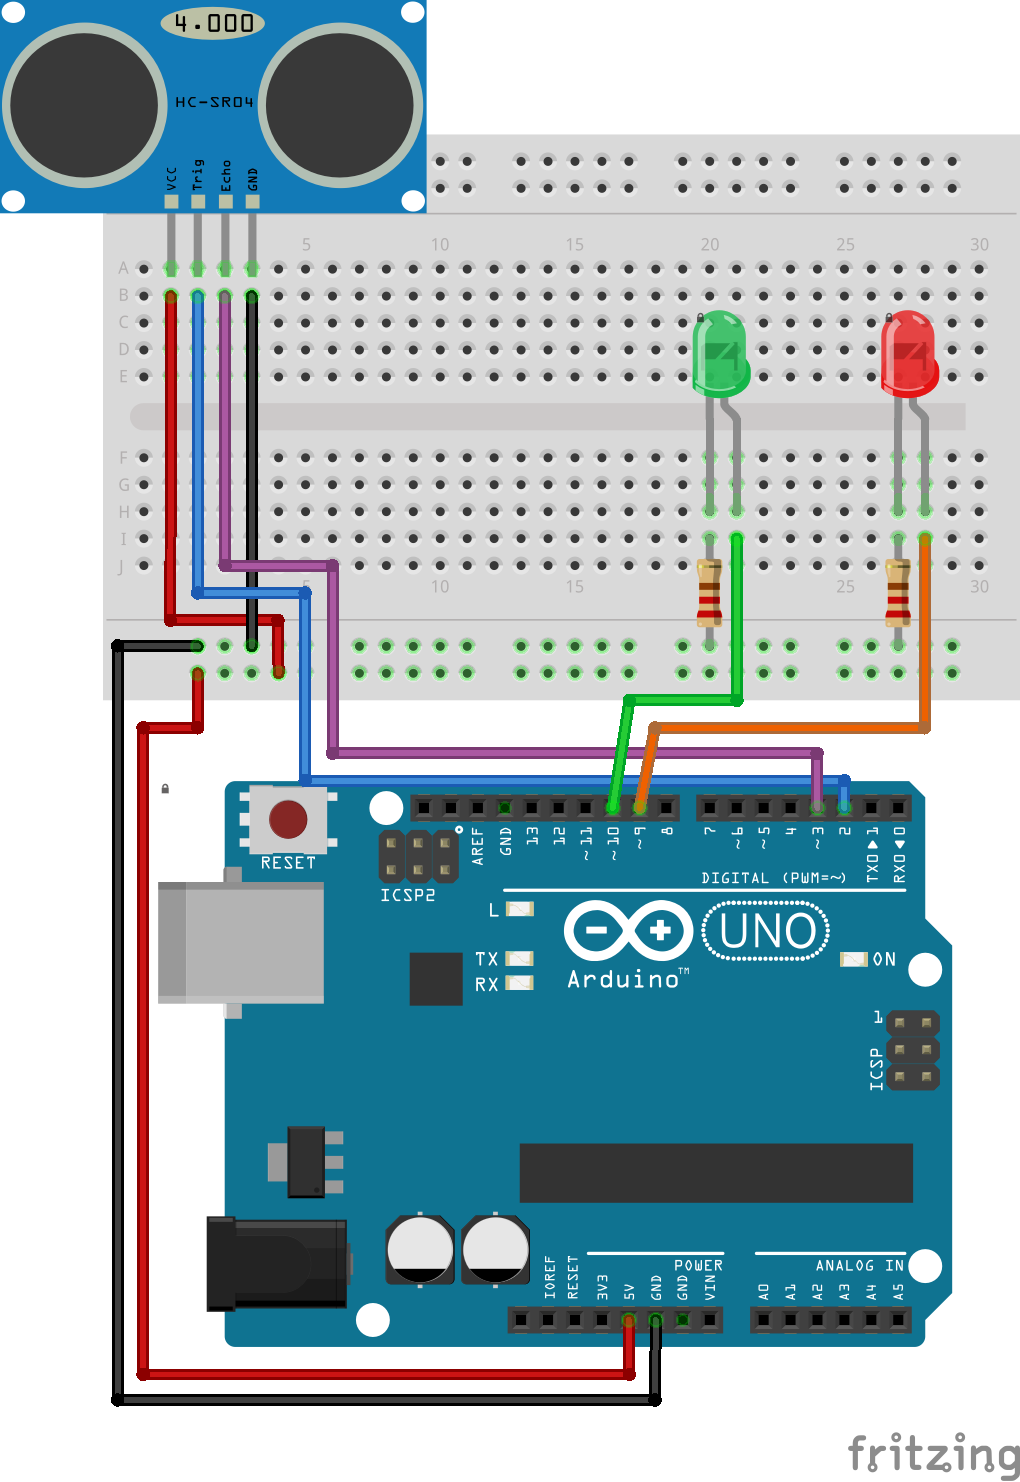 4.000
HC-SR04
VCC Trig Echo GND
5 10 15 20 25 30
A
B
C
D
E
F
G
H
I
J
5 10 15 25 30
RESET
AREF GND 13 12 ~11 ~10 ~9 8 7 ~6 ~5 4 ~3 2 TX0▶1 RX0◀0
ICSP2
DIGITAL (PWM=~)
L
TX
RX
UNO
Arduino™
ON
1
ICSP
POWER
ANALOG IN
IOREF RESET 3V3 5V GND GND VIN A0 A1 A2 A3 A4 A5
fritzing